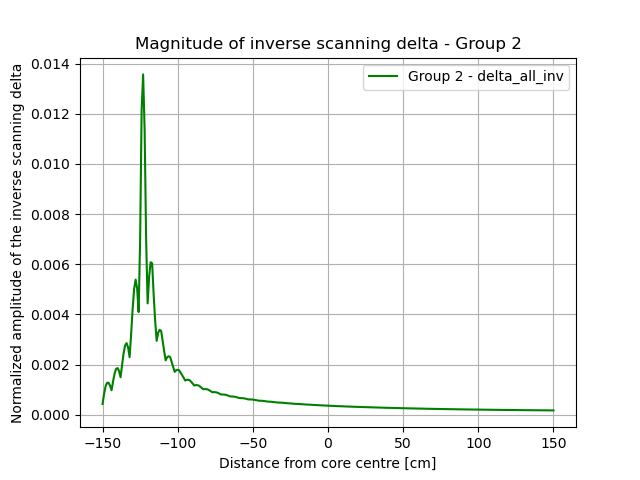 Magnitude of inverse scanning delta - Group 2
Group 2 - delta_all_inv
Normalized amplitude of the inverse scanning delta
0.014
0.012
0.010
0.008
0.006
0.004
0.002
0.000
−150 −100 −50 0 50 100 150
Distance from core centre [cm]